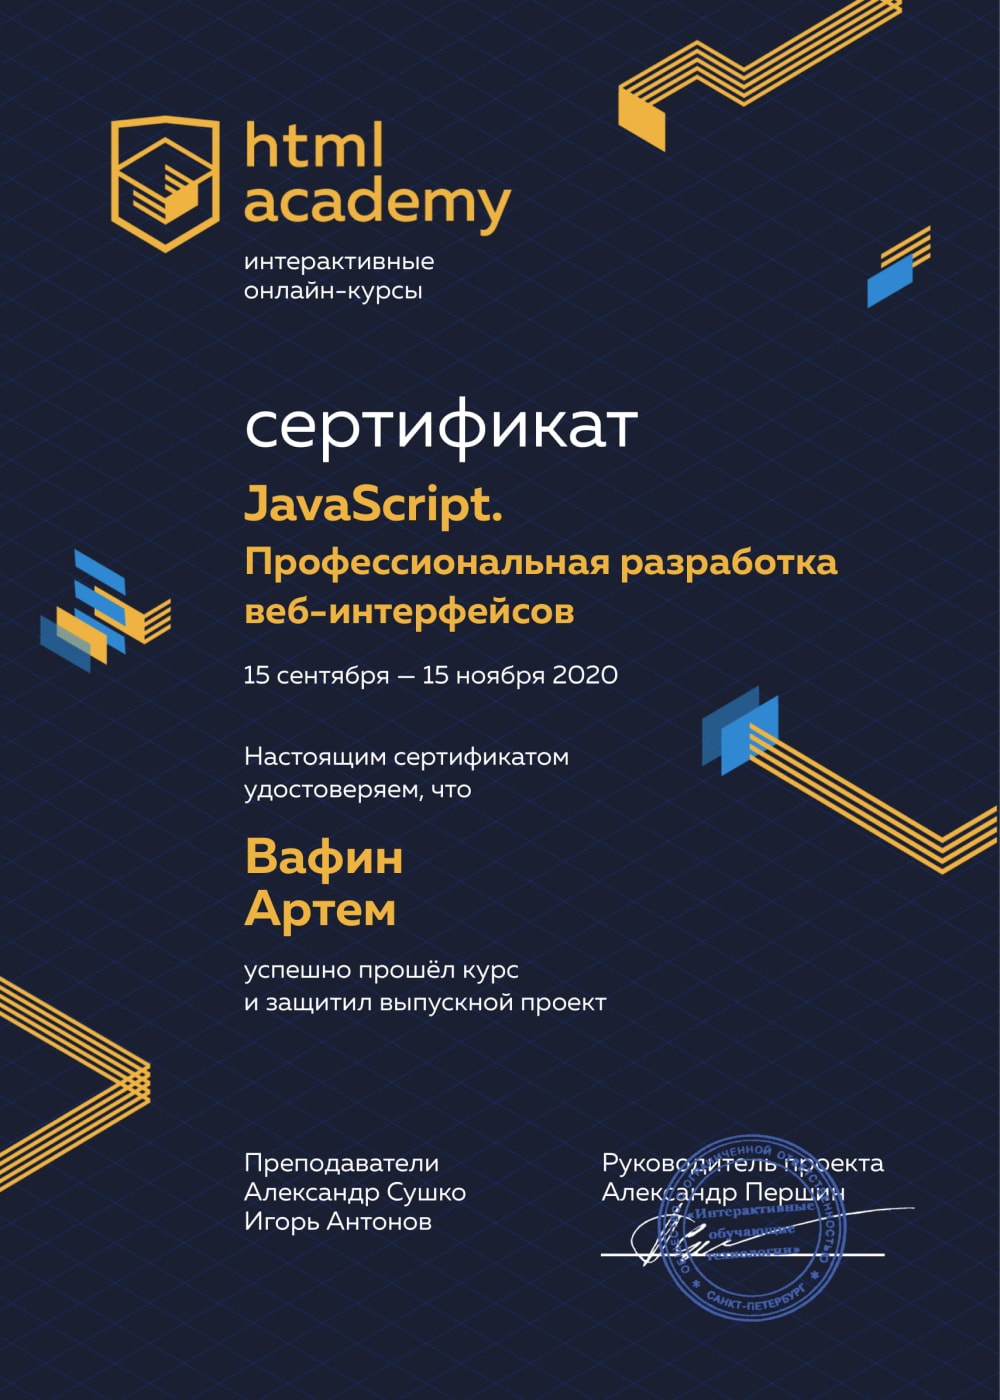 html
academy
интерактивные
онлайн-курсы
сертификат
JavaScript.
Профессиональная разработка
веб-интерфейсов
15 сентября — 15 ноября 2020
Настоящим сертификатом
удостоверяем, что
Вафин
Артем
успешно прошёл курс
и защитил выпускной проект
Преподаватели
Александр Сушко
Игорь Антонов
Руководитель проекта
Александр Першин
«Интерактивные
обучающие
технологии»
* САНКТ-ПЕТЕРБУРГ *